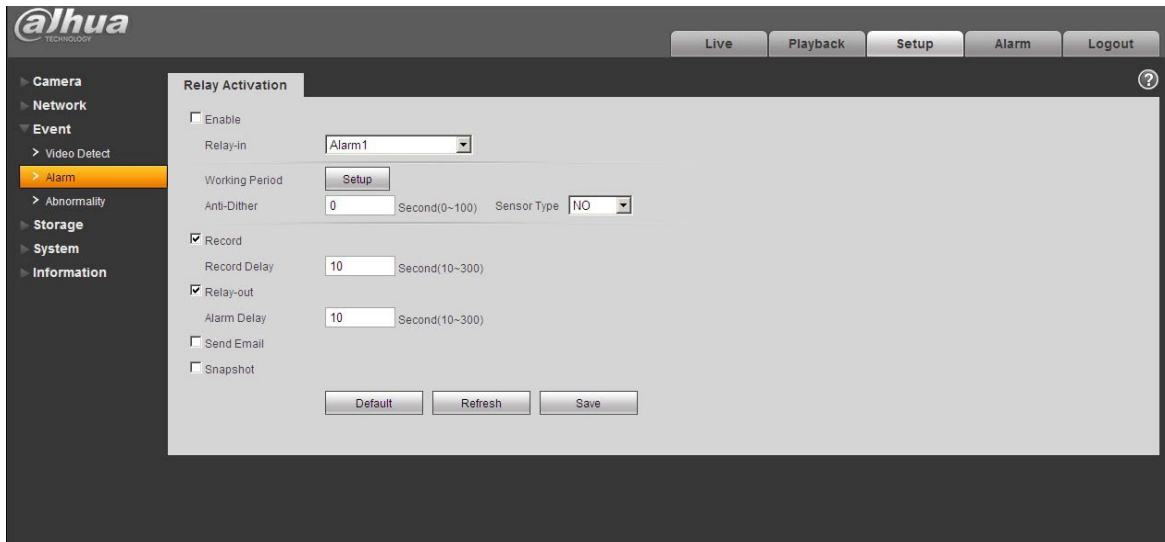 alhua
TECHNOLOGY
Live Playback Setup Alarm Logout
Camera
Network
Event
> Video Detect
> Alarm
> Abnormality
Storage
System
Information
Relay Activation
?
Enable
Relay-in Alarm1
Working Period Setup
Anti-Dither 0 Second(0~100) Sensor Type NO
Record
Record Delay 10 Second(10~300)
Relay-out
Alarm Delay 10 Second(10~300)
Send Email
Snapshot
Default Refresh Save